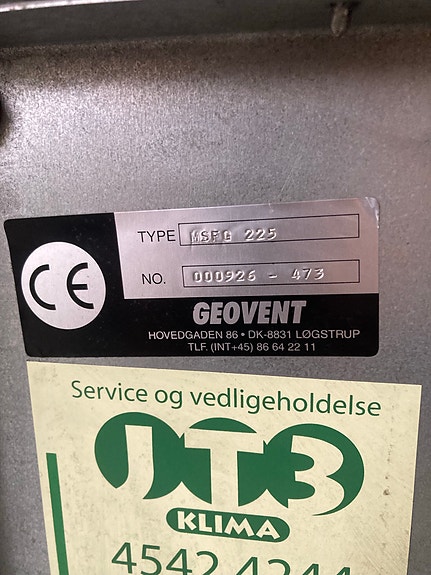 CE
TYPE MSFG 225
NO. 000926 - 473
GEOVENT
HOVEDGADEN 86 • DK-8831 LØGSTRUP
TLF. (INT+45) 86 64 22 11
Service og vedligeholdelse
JT3
KLIMA
4542 4244